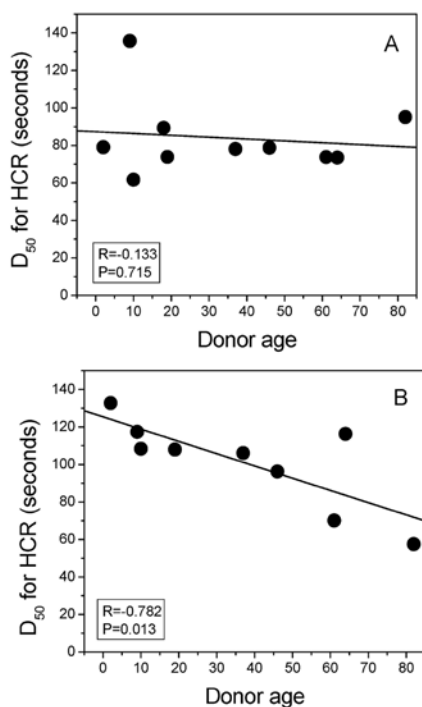 A
D₅₀ for HCR (seconds)
140
120
100
80
60
40
20
0
R=-0.133
P=0.715
0 10 20 30 40 50 60 70 80
Donor age
B
D₅₀ for HCR (seconds)
140
120
100
80
60
40
20
0
R=-0.782
P=0.013
0 10 20 30 40 50 60 70 80
Donor age